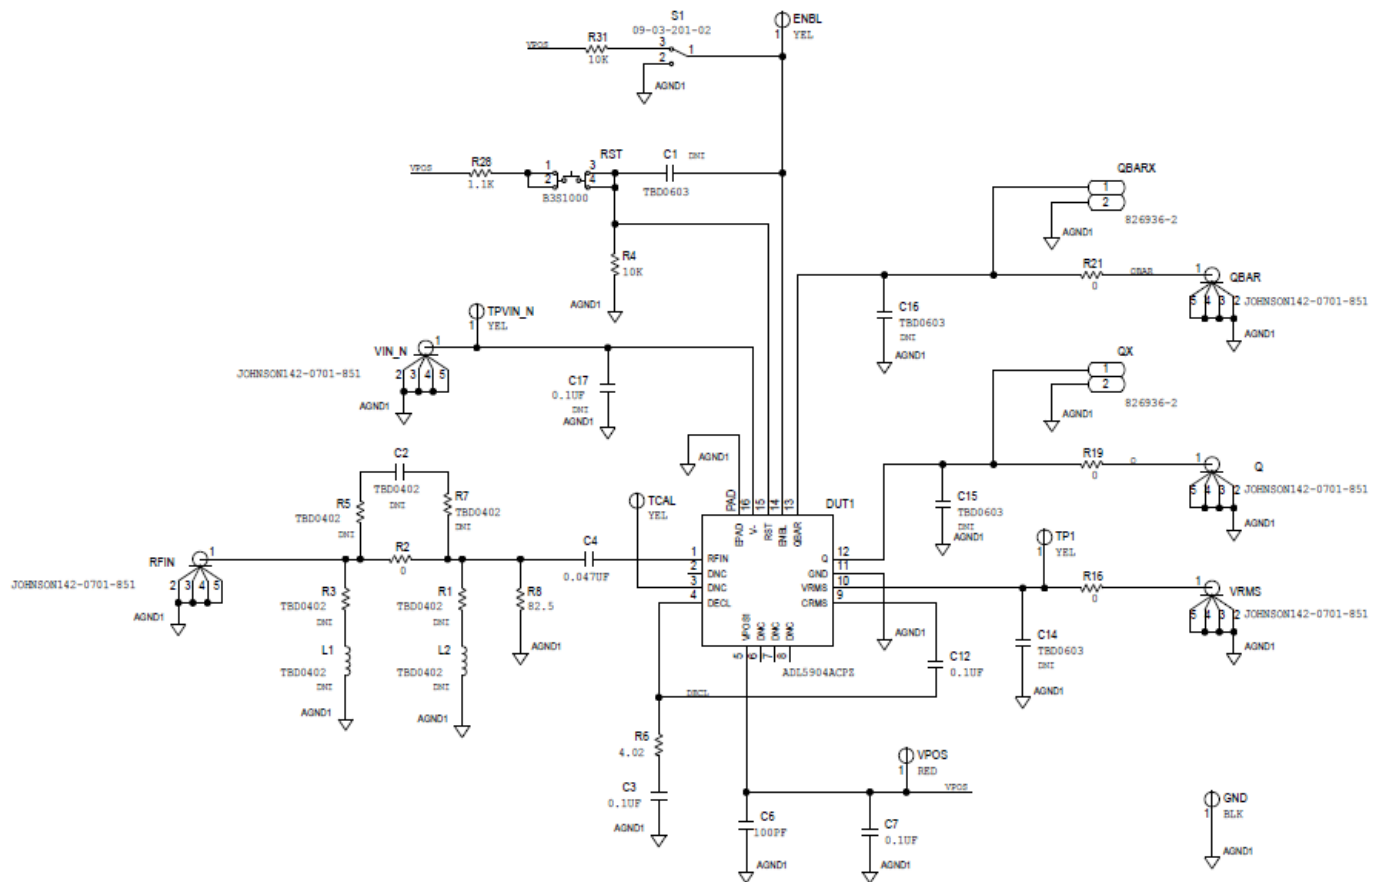 S1
09-03-201-02
ENBL
1
YEL
VPOS
R31
10K
3
2
1
AGND1
RST
C1
DNI
VPOS
R28
1.1K
1
2
3
4
B3S1000
TBD0603
R4
10K
AGND1
QBARX
1
2
826936-2
AGND1
R21
0
QBAR
1
QBAR
5 4 3 2
JOHNSON142-0701-851
AGND1
C16
TBD0603
DNI
AGND1
TPVIN_N
1
YEL
VIN_N
1
JOHNSON142-0701-851
2 3 4 5
AGND1
C17
0.1UF
DNI
AGND1
QX
1
2
826936-2
AGND1
R19
0
Q
1
Q
5 4 3 2
JOHNSON142-0701-851
AGND1
C15
TBD0603
DNI
AGND1
C2
TBD0402
DNI
R5
TBD0402
DNI
R7
TBD0402
DNI
R2
0
RFIN
1
JOHNSON142-0701-851
2 3 4 5
AGND1
R3
TBD0402
DNI
L1
TBD0402
DNI
AGND1
R1
TBD0402
DNI
L2
TBD0402
DNI
AGND1
R8
82.5
AGND1
C4
0.047UF
TCAL
1
YEL
AGND1
PAD 16 15 14 13
DUT1
EPAD V- RST ENBL QBAR
1 RFIN
2 DNC
3 DNC
4 DECL
Q 12
GND 11
VRMS 10
CRMS 9
VPOS1 DNC DNC DNC
5 6 7 8
ADL5904ACPZ
AGND1
TP1
1
YEL
R16
0
1
VRMS
5 4 3 2
JOHNSON142-0701-851
AGND1
C14
TBD0603
DNI
AGND1
C12
0.1UF
DECL
R6
4.02
C3
0.1UF
AGND1
VPOS
1
RED
VPOS
C6
100PF
AGND1
C7
0.1UF
AGND1
GND
1
BLK
AGND1